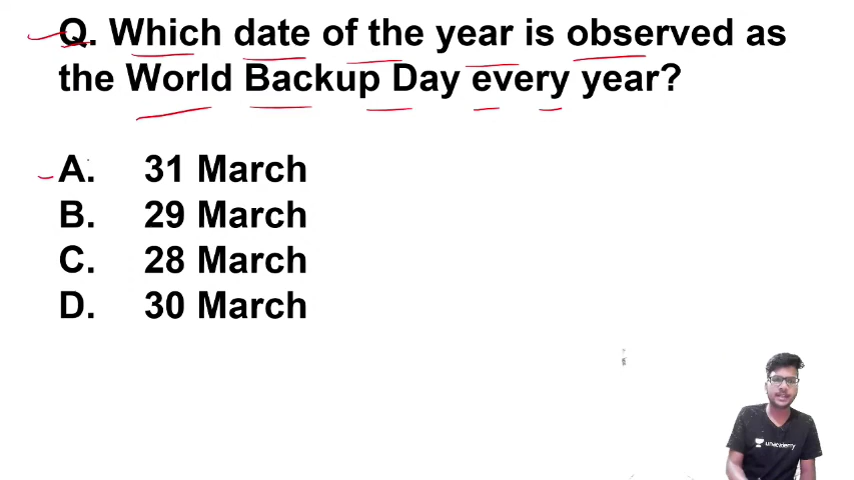 Q. Which date of the year is observed as
the World Backup Day every year?
A. 31 March
B. 29 March
C. 28 March
D. 30 March
unacademy